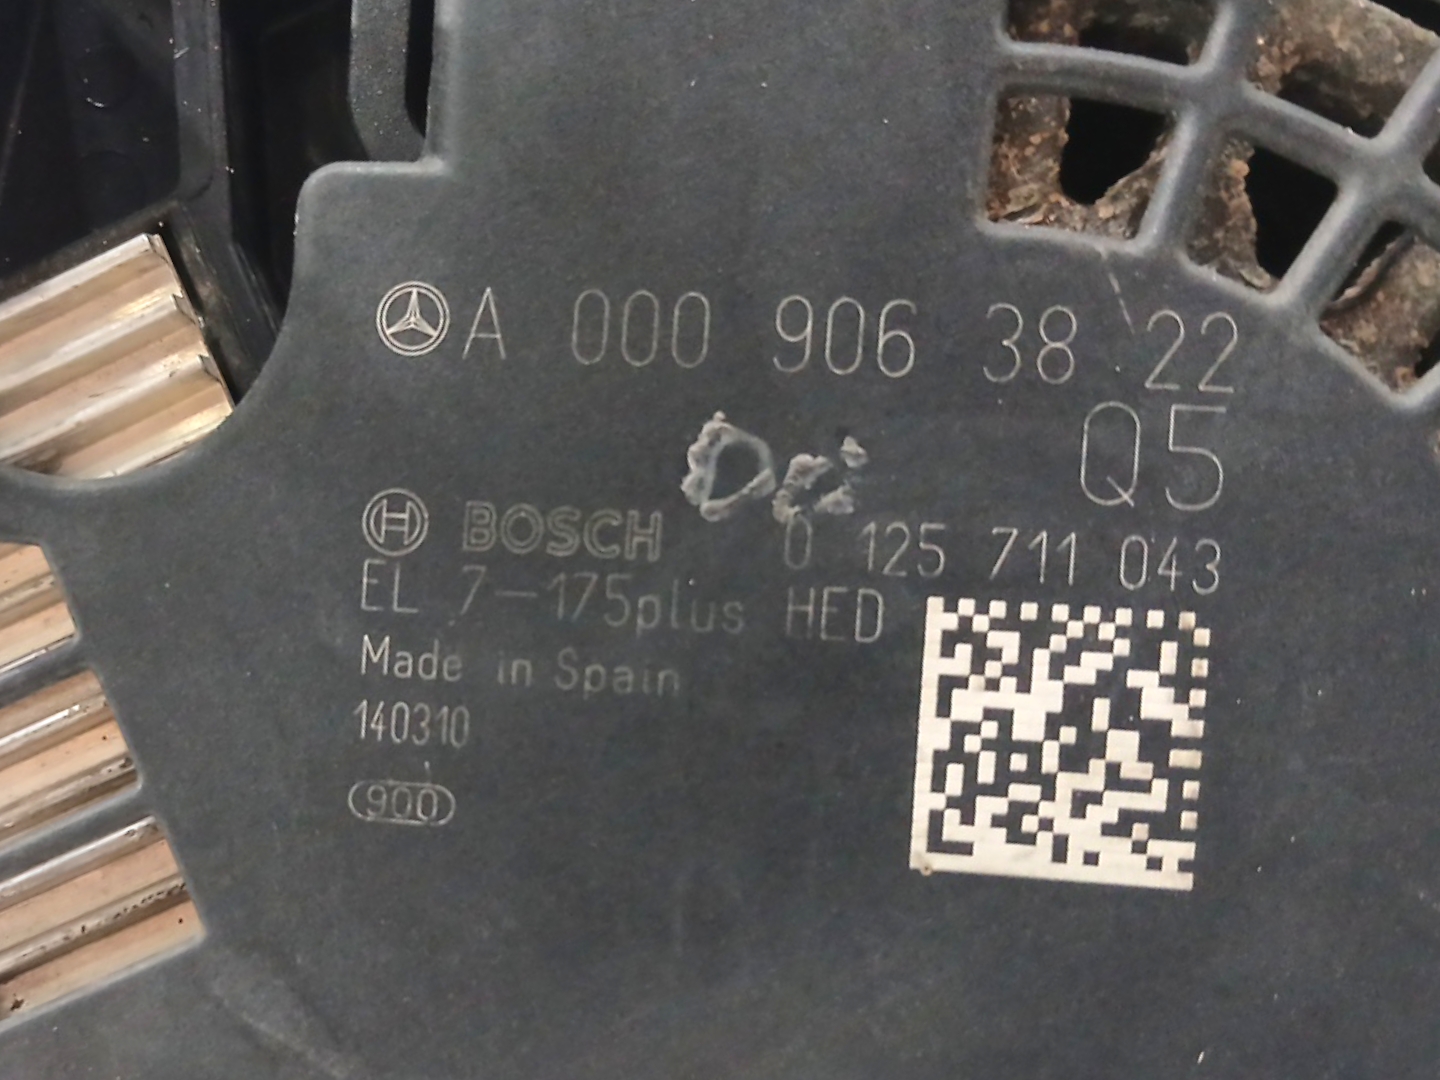 A 000 906 38 22
Q5
BOSCH 0 125 711 043
EL 7-175plus HED
Made in Spain
140310
900